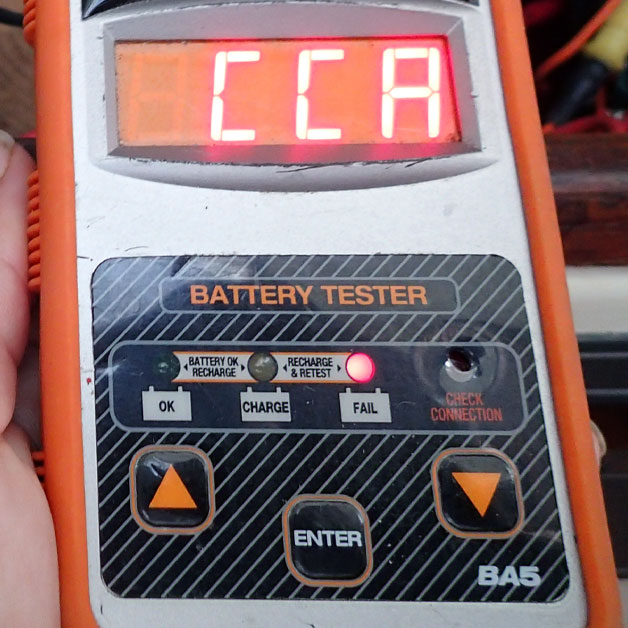 CCA
BATTERY TESTER
BATTERY OK
RECHARGE
RECHARGE
& RETEST
OK
CHARGE
FAIL
CHECK
CONNECTION
ENTER
BA5